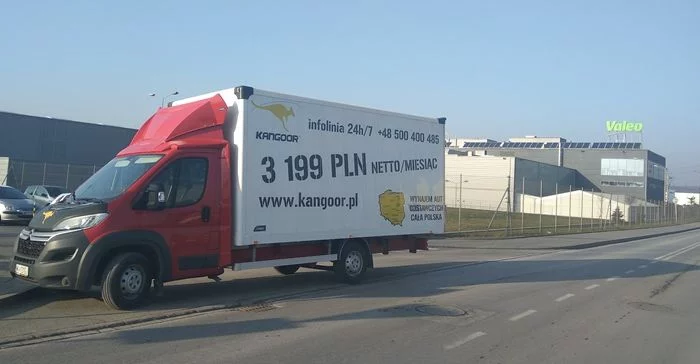 Valeo
infolinia 24h/7 +48 500 400 485
KANGOOR
3 199 PLN NETTO/MIESIĄC
www.kangoor.pl
WYNAJEM AUT
DOSTAWCZYCH
CAŁA POLSKA